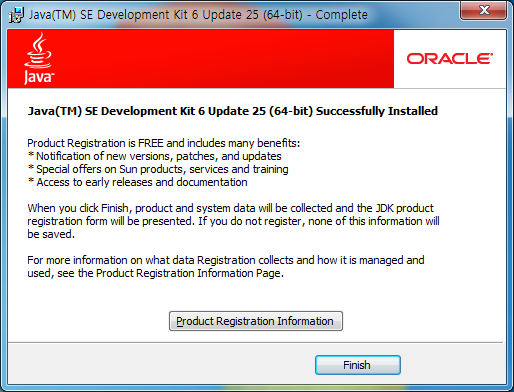 Java(TM) SE Development Kit 6 Update 25 (64-bit) - Complete
Java™
ORACLE®
Java(TM) SE Development Kit 6 Update 25 (64-bit) Successfully Installed
Product Registration is FREE and includes many benefits:
* Notification of new versions, patches, and updates
* Special offers on Sun products, services and training
* Access to early releases and documentation
When you click Finish, product and system data will be collected and the JDK product
registration form will be presented. If you do not register, none of this information will
be saved.
For more information on what data Registration collects and how it is managed and
used, see the Product Registration Information Page.
Product Registration Information
Finish